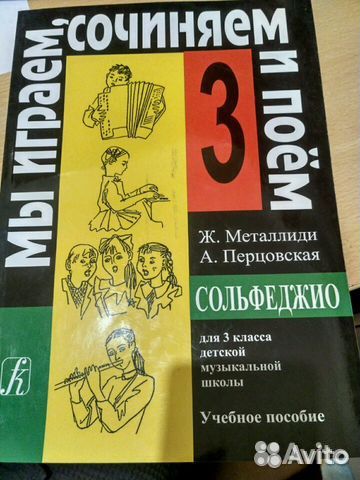 Мы играем, сочиняем и поём
3
Ж. Металлиди
А. Перцовская
СОЛЬФЕДЖИО
для 3 класса
детской
музыкальной
школы
Учебное пособие
k
Avito